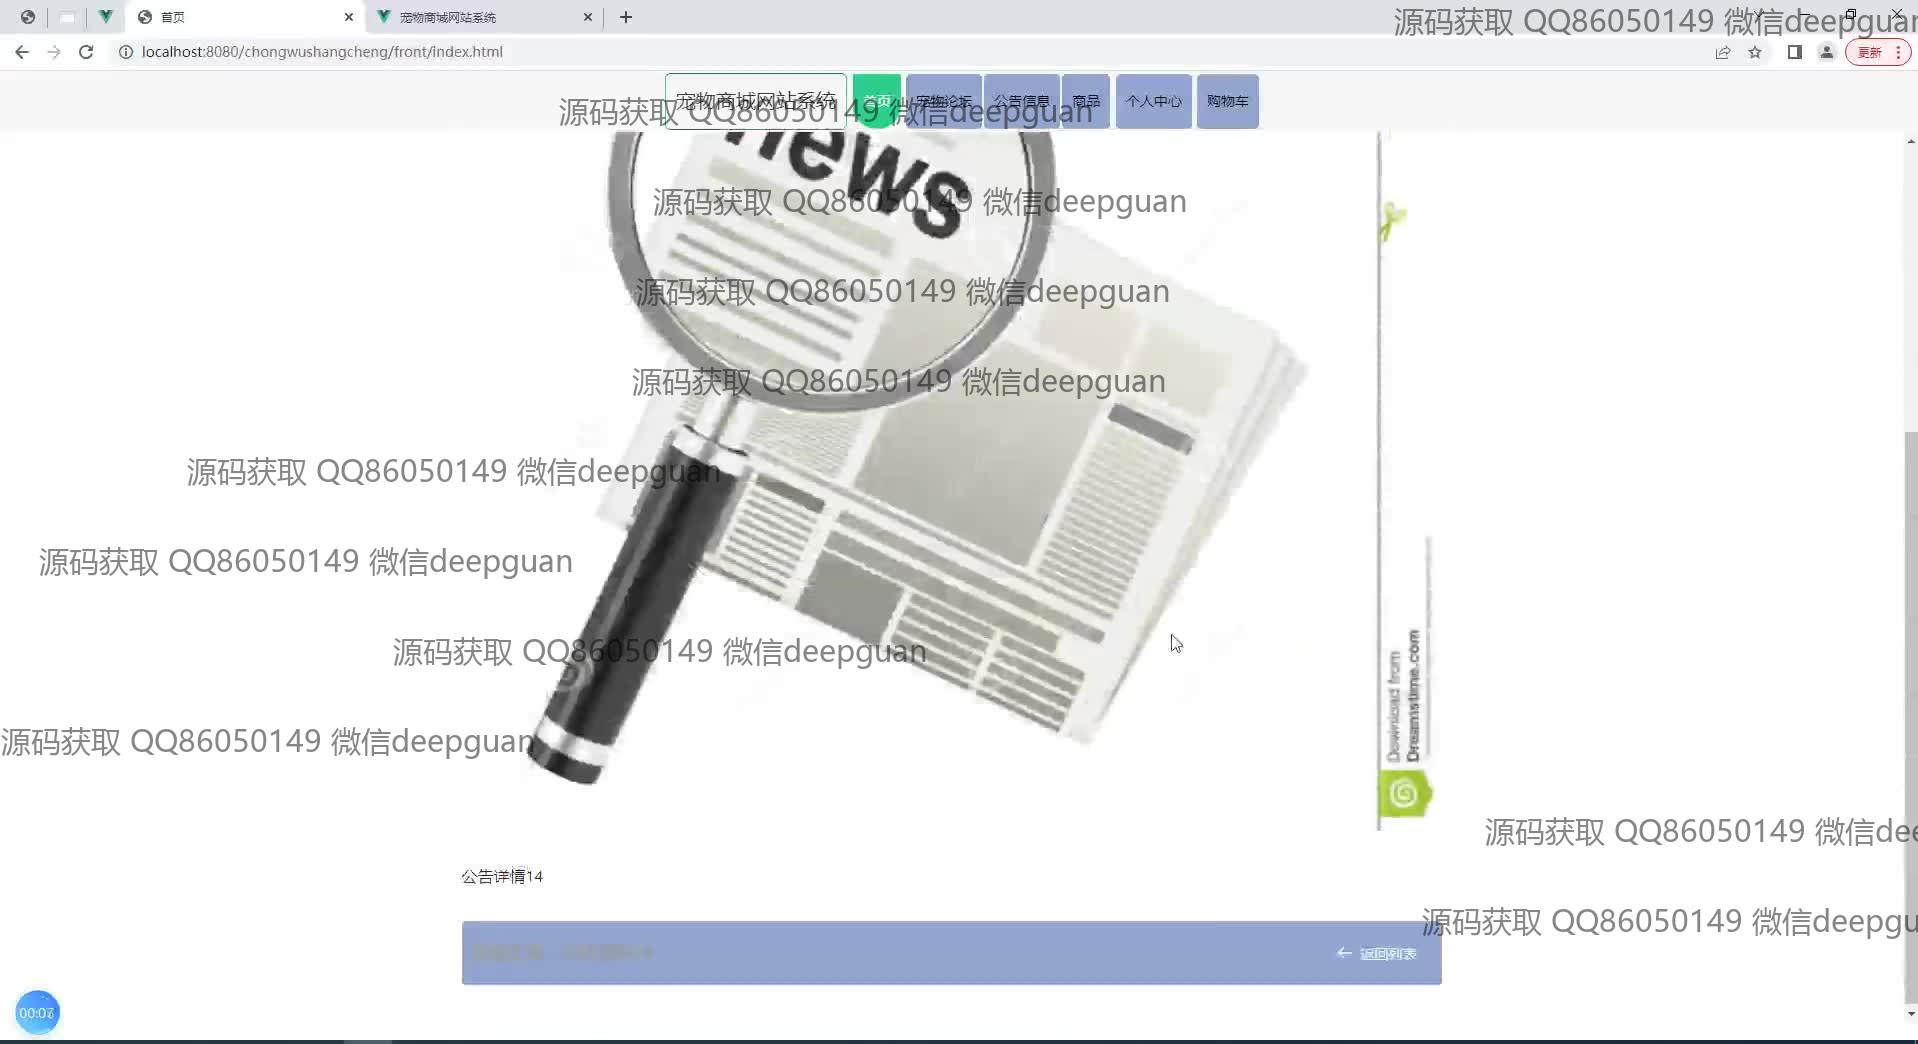 首页
宠物商城网站系统
源码获取 QQ86050149 微信deepguan
localhost:8080/chongwushangcheng/front/index.html
更新
宠物商城网站系统
首页
宠物论坛
公告信息
商品
个人中心
购物车
源码获取 QQ86050149 微信deepguan
news
源码获取 QQ86050149 微信deepguan
源码获取 QQ86050149 微信deepguan
源码获取 QQ86050149 微信deepguan
源码获取 QQ86050149 微信deepguan
源码获取 QQ86050149 微信deepguan
源码获取 QQ86050149 微信deepguan
Download from
Dreamstime.com
源码获取 QQ86050149 微信deepguan
源码获取 QQ86050149 微信dee
公告详情14
源码获取 QQ86050149 微信deepgu
返回列表